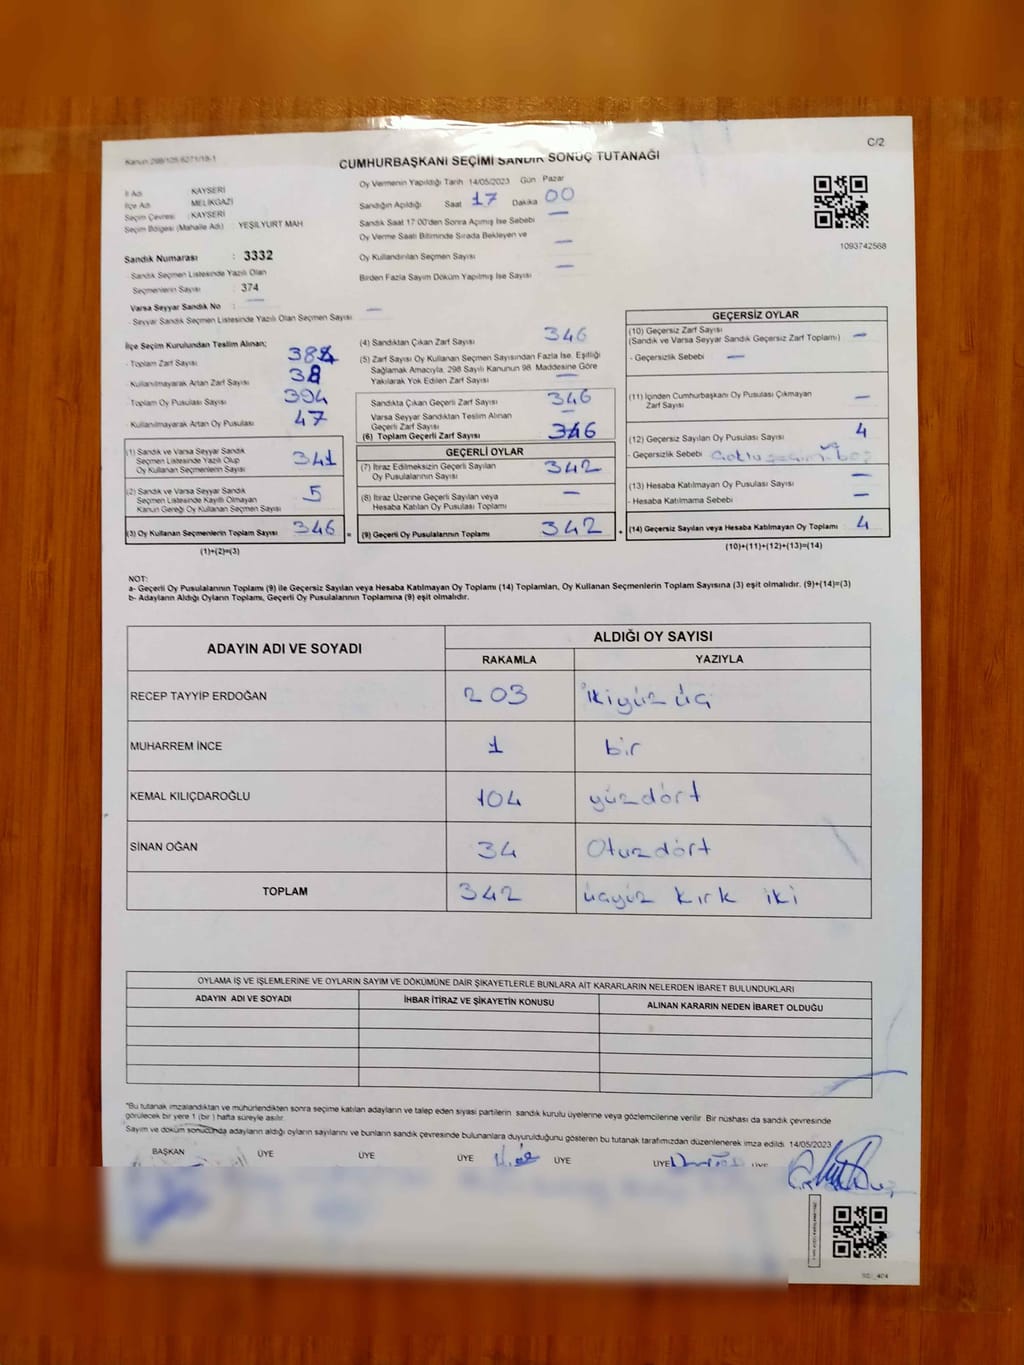 Kanun 298/105 6271/19-1
C/2
CUMHURBAŞKANI SEÇİMİ SANDIK SONUÇ TUTANAĞI
İl Adı : KAYSERİ
İlçe Adı : MELİKGAZİ
Seçim Çevresi : KAYSERİ
Seçim Bölgesi (Mahalle Adı) : YEŞİLYURT MAH
Sandık Numarası : 3332
Sandık Seçmen Listesinde Yazılı Olan
Seçmenlerin Sayısı : 374
Varsa Seyyar Sandık No : —
- Seyyar Sandık Seçmen Listesinde Yazılı Olan Seçmen Sayısı —
Oy Vermenin Yapıldığı Tarih 14/05/2023 Gün Pazar
Sandığın Açıldığı Saat 17 Dakika 00
Sandık Saat 17:00'den Sonra Açılmış İse Sebebi —
Oy Verme Saati Bitiminde Sırada Bekleyen ve
Oy Kullandırılan Seçmen Sayısı —
Birden Fazla Sayım Döküm Yapılmış İse Sayısı —
1093742568
İlçe Seçim Kurulundan Teslim Alınan;
- Toplam Zarf Sayısı
- Kullanılmayarak Artan Zarf Sayısı 38
- Toplam Oy Pusulası Sayısı 394
- Kullanılmayarak Artan Oy Pusulası 47
(1) Sandık ve Varsa Seyyar Sandık
Seçmen Listesinde Yazılı Olup
Oy Kullanan Seçmenlerin Sayısı 341
(2) Sandık ve Varsa Seyyar Sandık
Seçmen Listesinde Kayıtlı Olmayan
Kanun Gereği Oy Kullanan Seçmen Sayısı 5
(3) Oy Kullanan Seçmenlerin Toplam Sayısı 346 =
(1)+(2)=(3)
(4) Sandıktan Çıkan Zarf Sayısı 346
(5) Zarf Sayısı Oy Kullanan Seçmen Sayısından Fazla İse, Eşitliği
Sağlamak Amacıyla, 298 Sayılı Kanunun 98. Maddesine Göre
Yakılarak Yok Edilen Zarf Sayısı —
Sandıkta Çıkan Geçerli Zarf Sayısı 346
Varsa Seyyar Sandıktan Teslim Alınan
Geçerli Zarf Sayısı —
(6) Toplam Geçerli Zarf Sayısı 346
GEÇERLİ OYLAR
(7) İtiraz Edilmeksizin Geçerli Sayılan
Oy Pusulalarının Sayısı 342
(8) İtiraz Üzerine Geçerli Sayılan veya
Hesaba Katılan Oy Pusulası Toplamı —
(9) Geçerli Oy Pusulalarının Toplamı 342 +
GEÇERSİZ OYLAR
(10) Geçersiz Zarf Sayısı
(Sandık ve Varsa Seyyar Sandık Geçersiz Zarf Toplamı) —
- Geçersizlik Sebebi —
(11) İçinden Cumhurbaşkanı Oy Pusulası Çıkmayan
Zarf Sayısı —
(12) Geçersiz Sayılan Oy Pusulası Sayısı 4
- Geçersizlik Sebebi
(13) Hesaba Katılmayan Oy Pusulası Sayısı —
- Hesaba Katılmama Sebebi —
(14) Geçersiz Sayılan veya Hesaba Katılmayan Oy Toplamı 4
(10)+(11)+(12)+(13)=(14)
NOT:
a- Geçerli Oy Pusulalarının Toplamı (9) ile Geçersiz Sayılan veya Hesaba Katılmayan Oy Toplamı (14) Toplamları, Oy Kullanan Seçmenlerin Toplam Sayısına (3) eşit olmalıdır. (9)+(14)=(3)
b- Adayların Aldığı Oyların Toplamı, Geçerli Oy Pusulalarının Toplamına (9) eşit olmalıdır.
ADAYIN ADI VE SOYADI
ALDIĞI OY SAYISI
RAKAMLA YAZIYLA
RECEP TAYYİP ERDOĞAN 203 ikiyüz üç
MUHARREM İNCE 1 bir
KEMAL KILIÇDAROĞLU 104 yüzdört
SİNAN OĞAN 34 Otuzdört
TOPLAM 342 üçyüz kırk iki
OYLAMA İŞ VE İŞLEMLERİNE VE OYLARIN SAYIM VE DÖKÜMÜNE DAİR ŞİKAYETLERLE BUNLARA AİT KARARLARIN NELERDEN İBARET BULUNDUKLARI
ADAYIN ADI VE SOYADI İHBAR İTİRAZ VE ŞİKAYETİN KONUSU ALINAN KARARIN NEDEN İBARET OLDUĞU
"Bu tutanak imzalandıktan ve mühürlendikten sonra seçime katılan adayların ve talep eden siyasi partilerin sandık kurulu üyelerine veya gözlemcilerine verilir. Bir nüshası da sandık çevresinde
görülecek bir yere 1 (bir ) hafta süreyle asılır.
Sayım ve döküm sonucunda adayların aldığı oyların sayılarını ve bunların sandık çevresinde bulunanlara duyurulduğunu gösteren bu tutanak tarafımızdan düzenlenerek imza edildi. 14/05/2023
BAŞKAN ÜYE ÜYE ÜYE ÜYE ÜYE ÜYE